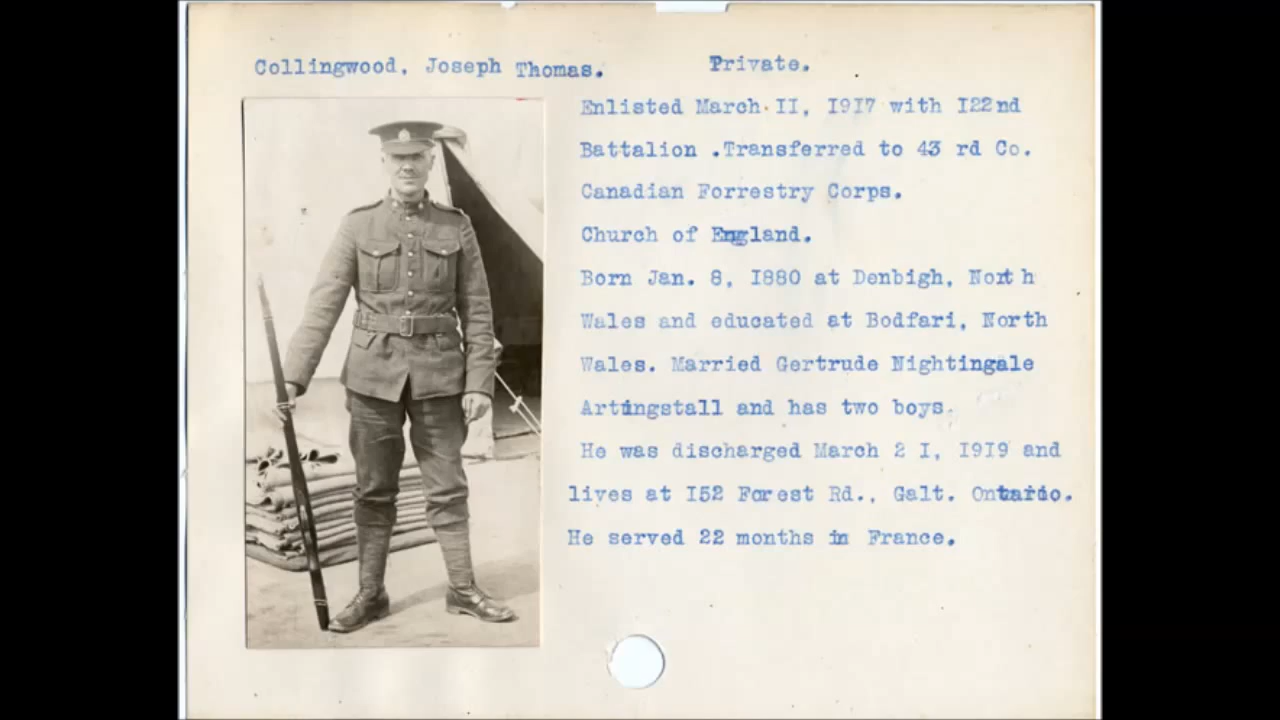 Collingwood, Joseph Thomas. Private.
Enlisted March II, I9I7 with I22nd
Battalion .Transferred to 43 rd Co.
Canadian Forrestry Corps.
Church of England.
Born Jan. 8, I880 at Denbigh, North
Wales and educated at Bodfari, North
Wales. Married Gertrude Nightingale
Artingstall and has two boys.
He was discharged March 2 I, I9I9 and
lives at I52 Forest Rd., Galt. Ontario.
He served 22 months in France.